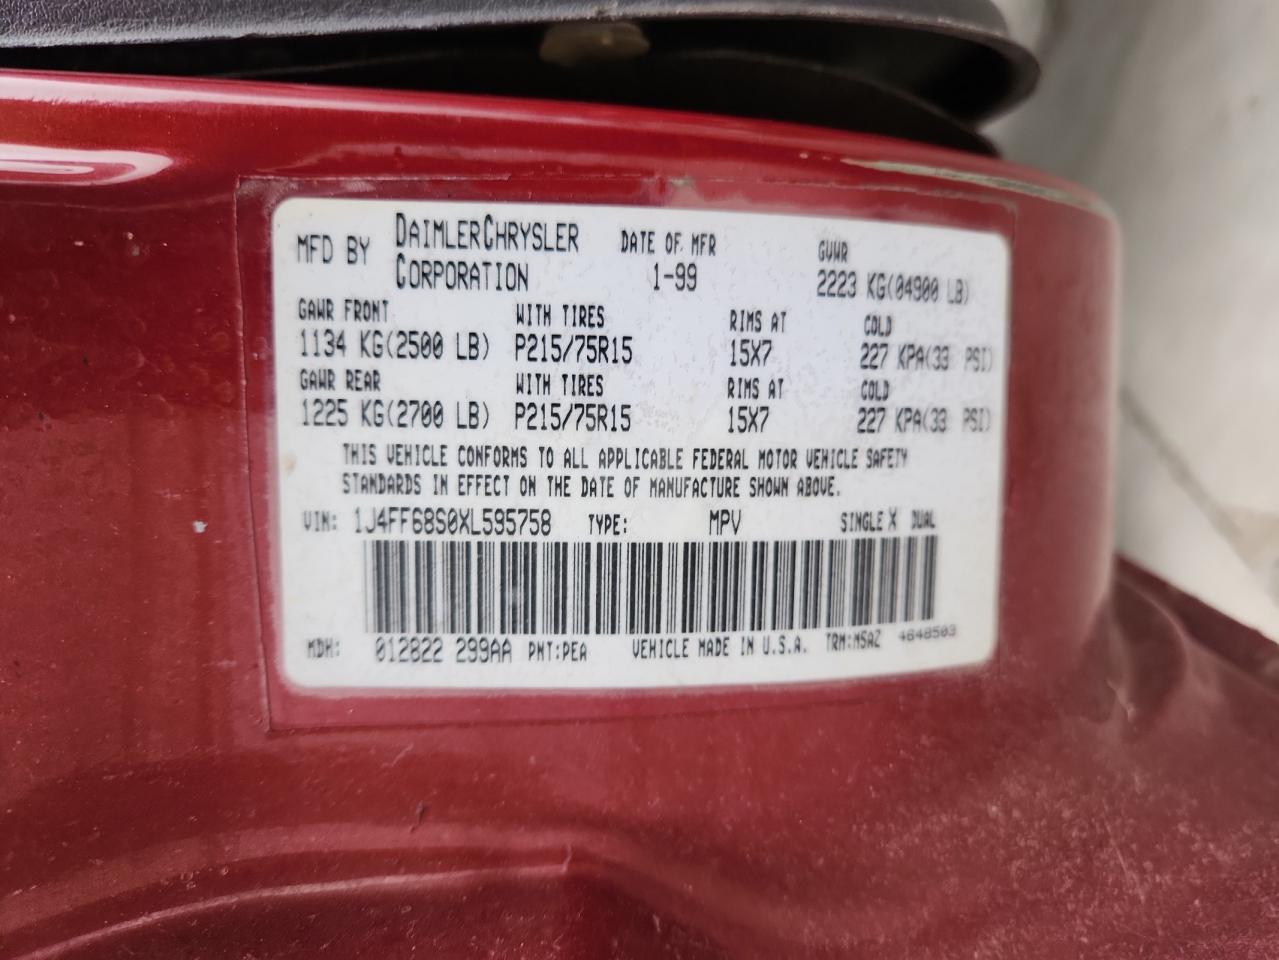 MFD BY DAIMLERCHRYSLER CORPORATION DATE OF MFR 1-99 GVWR 2223 KG(04900 LB)
GAWR FRONT WITH TIRES RIMS AT COLD
1134 KG(2500 LB) P215/75R15 15X7 227 KPA(33 PSI)
GAWR REAR WITH TIRES RIMS AT COLD
1225 KG(2700 LB) P215/75R15 15X7 227 KPA(33 PSI)
THIS VEHICLE CONFORMS TO ALL APPLICABLE FEDERAL MOTOR VEHICLE SAFETY
STANDARDS IN EFFECT ON THE DATE OF MANUFACTURE SHOWN ABOVE.
VIN: 1J4FF68S0XL595758 TYPE: MPV SINGLE X DUAL
MDH: 012822 299AA PNT:PEA VEHICLE MADE IN U.S.A. TRM:MSAZ 4648503